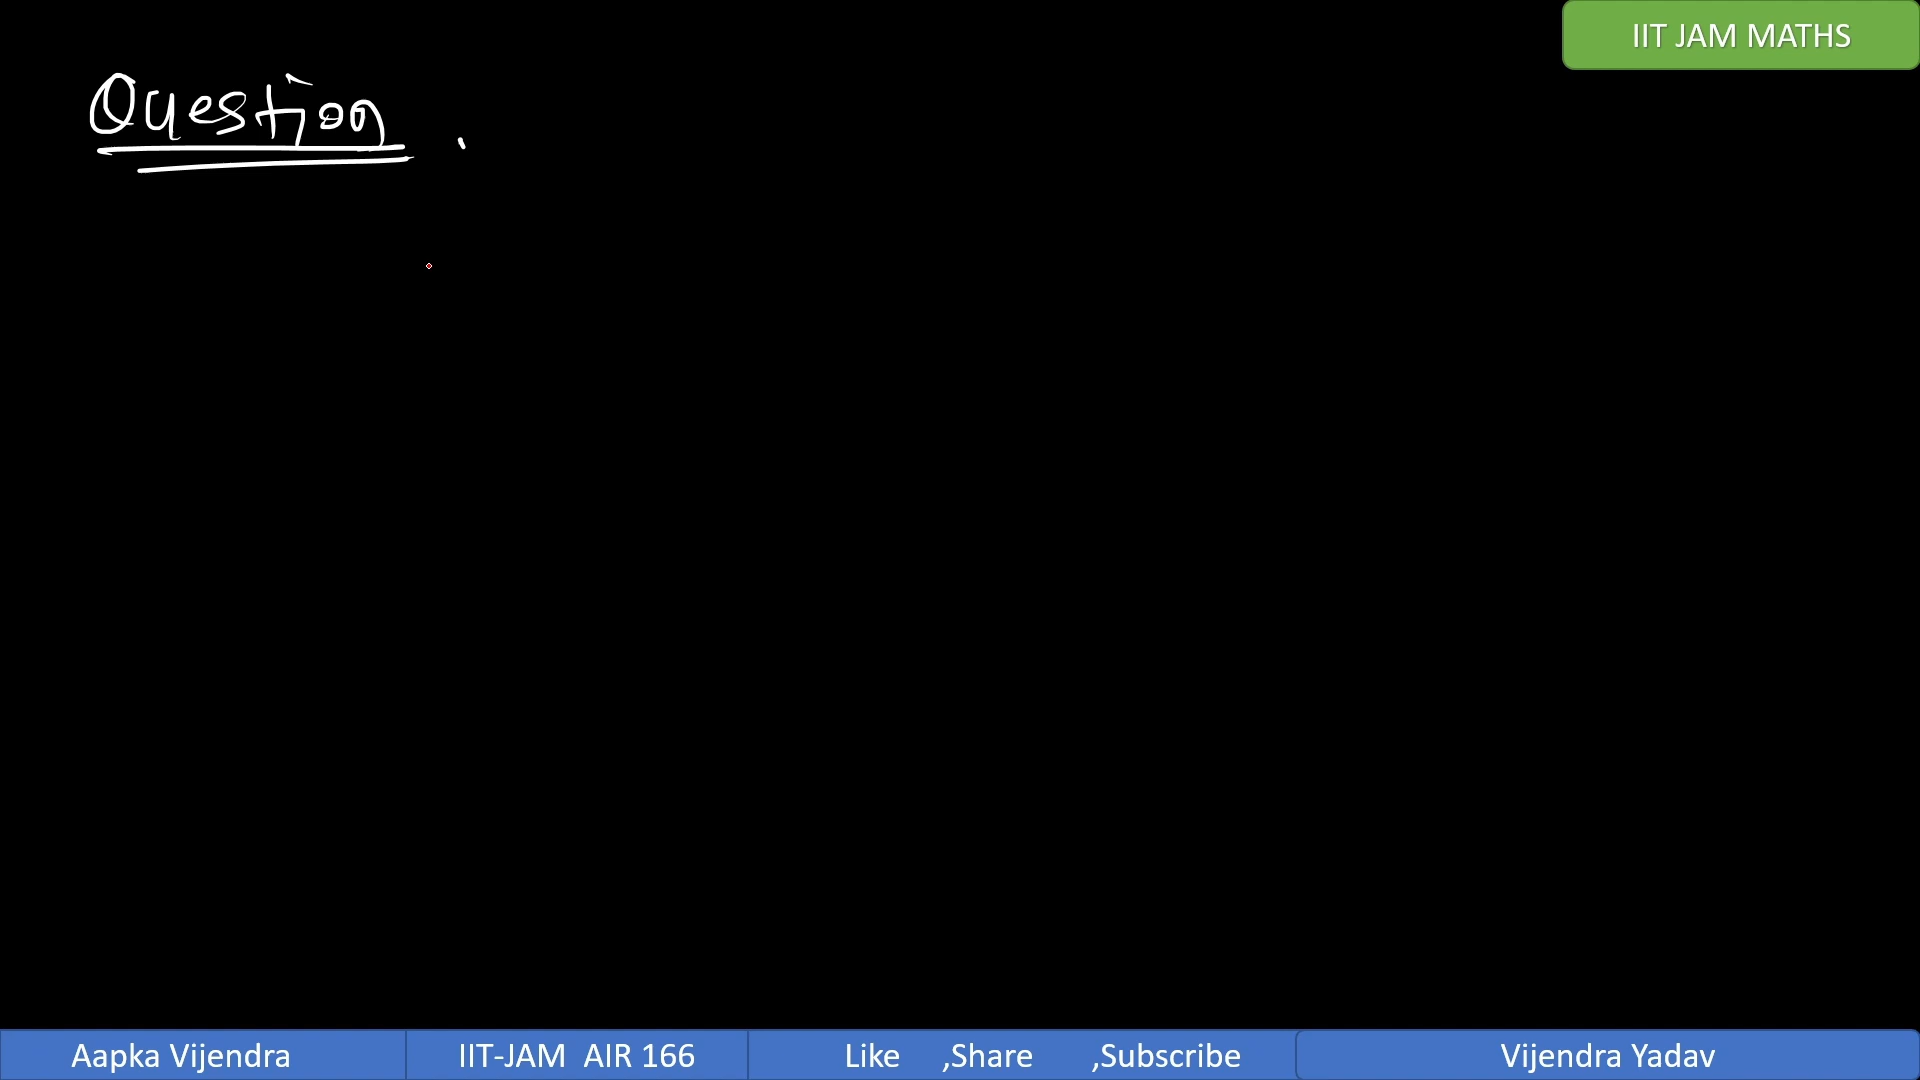 IIT JAM MATHS
Question .
Aapka Vijendra
IIT-JAM AIR 166
Like ,Share ,Subscribe
Vijendra Yadav